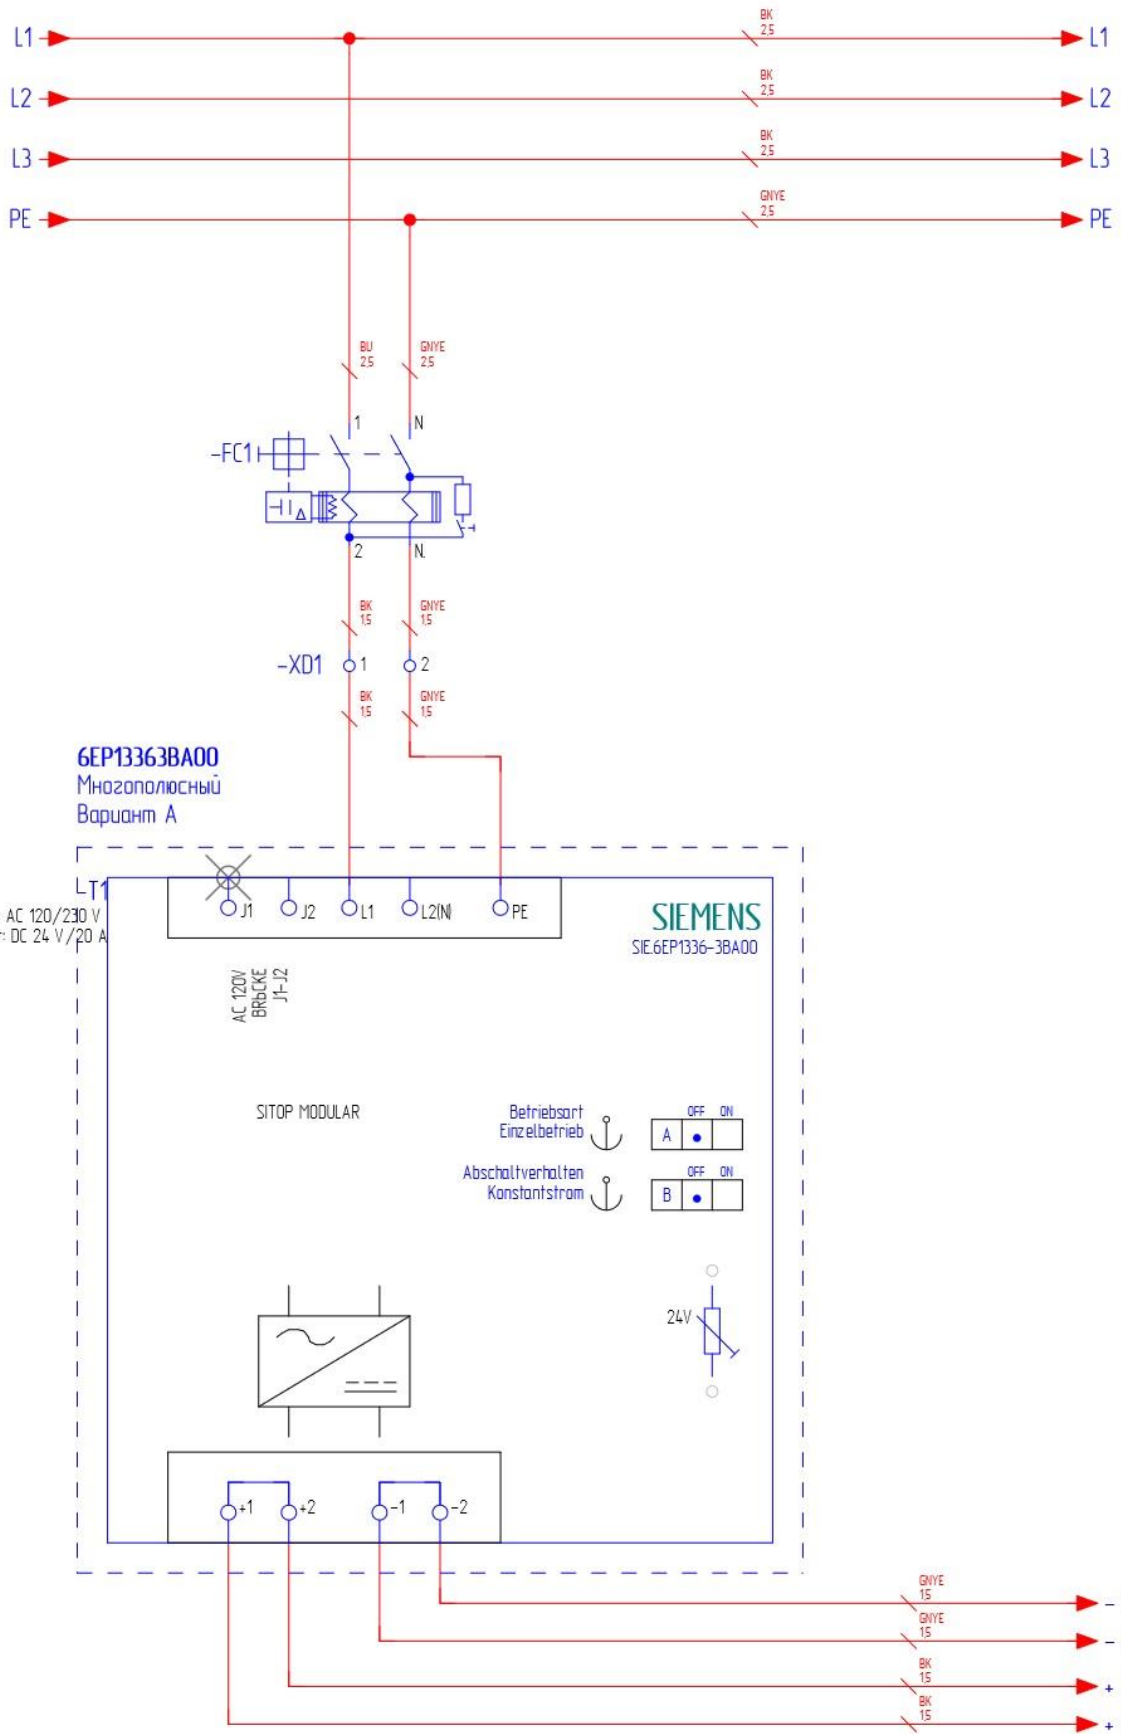 L1
BK
2,5
L1
L2
BK
2,5
L2
L3
BK
2,5
L3
PE
GNYE
2,5
PE
BU
2,5
GNYE
2,5
1
N
-FC1
2
N.
BK
1,5
GNYE
1,5
-XD1
1
2
BK
1,5
GNYE
1,5
6EP13363BA00
Многополюсный
Вариант А
-T1
AC 120/230 V
: DC 24 V/20 A
J1
J2
L1
L2(N)
PE
SIEMENS
SIE.6EP1336-3BA00
AC 120V
BRЬCKE
J1-J2
SITOP MODULAR
Betriebsart
Einzelbetrieb
OFF ON
A
Abschaltverhalten
Konstantstrom
OFF ON
B
24V
+1
+2
-1
-2
GNYE
1,5
-
GNYE
1,5
-
BK
1,5
+
BK
1,5
+